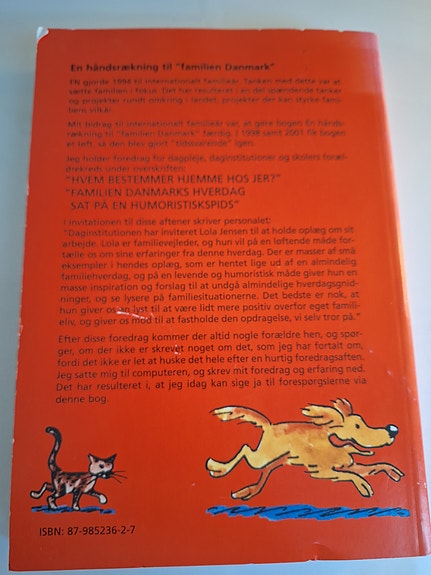 En håndsrækning til "familien Danmark"
FN gjorde 1994 til internationalt familieår. Tanken med dette var at
sætte familien i fokus. Det har resulteret i en del spændende tanker
og projekter rundt omkring i landet, projekter der kan styrke fami-
liens vilkår.
Mit bidrag til internationalt familieår var, at gøre bogen En hånds-
rækning til "familien Danmark" færdig. I 1998 samt 2001 fik bogen
et løft, så den blev gjort "tidssvarende" igen.
Jeg holder foredrag for dagpleje, daginstitutioner og skolers foræl-
drekreds under overskriften:
"HVEM BESTEMMER HJEMME HOS JER?"
"FAMILIEN DANMARKS HVERDAG
SAT PÅ EN HUMORISTISKSPIDS"
I invitationen til disse aftener skriver personalet:
"Daginstitutionen har inviteret Lola Jensen til at holde oplæg om sit
arbejde. Lola er familievejleder, og hun vil på en løftende måde for-
tælle os om sine erfaringer fra denne hverdag. Der er masser af små
eksempler i hendes oplæg, som er hentet lige ud af en almindelig
familiehverdag, og på en levende og humoristisk måde giver hun en
masse inspiration og forslag til at undgå almindelige hverdagsgnid-
ninger, og se lysere på familiesituationerne. Det bedste er nok, at
hun giver os en lyst til at være lidt mere positiv overfor eget famili-
eliv, og giver os mod til at fastholde den opdragelse, vi selv tror på."
Efter disse foredrag kommer der altid nogle forældre hen, og spør-
ger, om der ikke er skrevet noget om det, som jeg har fortalt om,
fordi det ikke er let at huske det hele efter en hurtig foredragsaften.
Jeg satte mig til computeren, og skrev mit foredrag og erfaring ned.
Det har resulteret i, at jeg idag kan sige ja til forespørgslerne via
denne bog.
ISBN: 87-985236-2-7